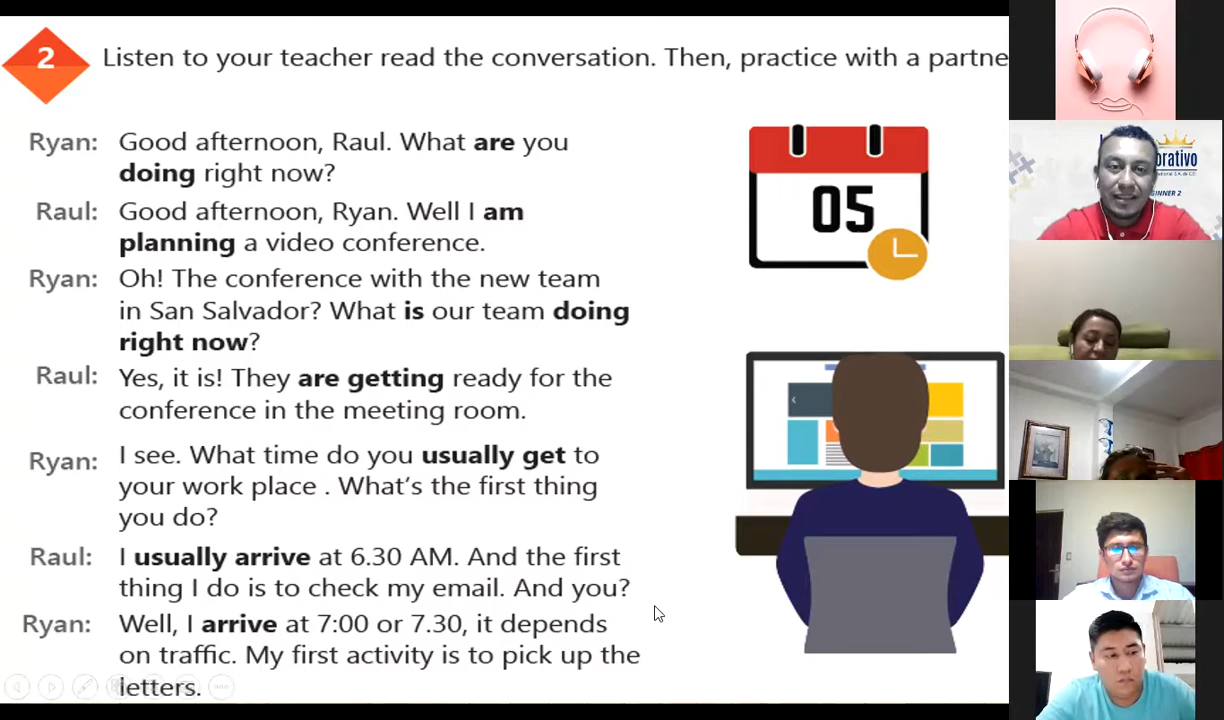 2 Listen to your teacher read the conversation. Then, practice with a partne
Ryan: Good afternoon, Raul. What are you
doing right now?
Raul: Good afternoon, Ryan. Well I am
planning a video conference.
Ryan: Oh! The conference with the new team
in San Salvador? What is our team doing
right now?
Raul: Yes, it is! They are getting ready for the
conference in the meeting room.
Ryan: I see. What time do you usually get to
your work place . What's the first thing
you do?
Raul: I usually arrive at 6.30 AM. And the first
thing I do is to check my email. And you?
Ryan: Well, I arrive at 7:00 or 7.30, it depends
on traffic. My first activity is to pick up the
letters.
05
orativo